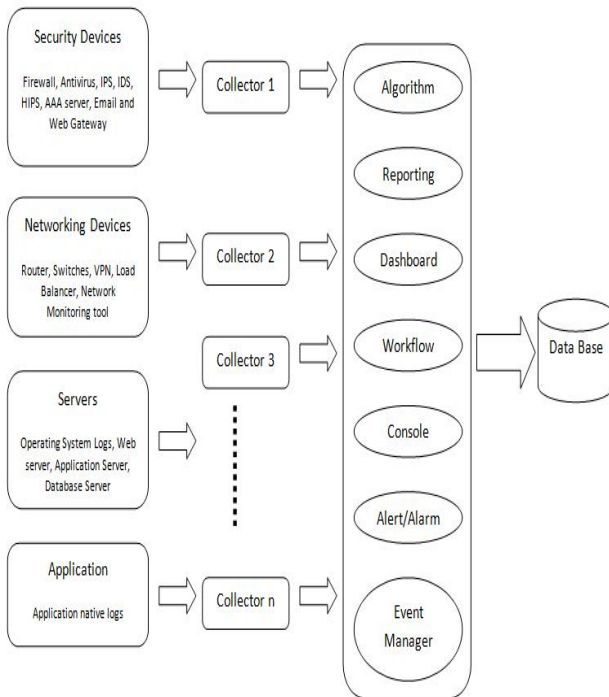 Security Devices
Firewall, Antivirus, IPS, IDS,
HIPS, AAA server, Email and
Web Gateway
Collector 1
Networking Devices
Router, Switches, VPN, Load
Balancer, Network
Monitoring tool
Collector 2
Collector 3
Servers
Operating System Logs, Web
server, Application Server,
Database Server
Application
Application native logs
Collector n
Algorithm
Reporting
Dashboard
Workflow
Console
Alert/Alarm
Event
Manager
Data Base